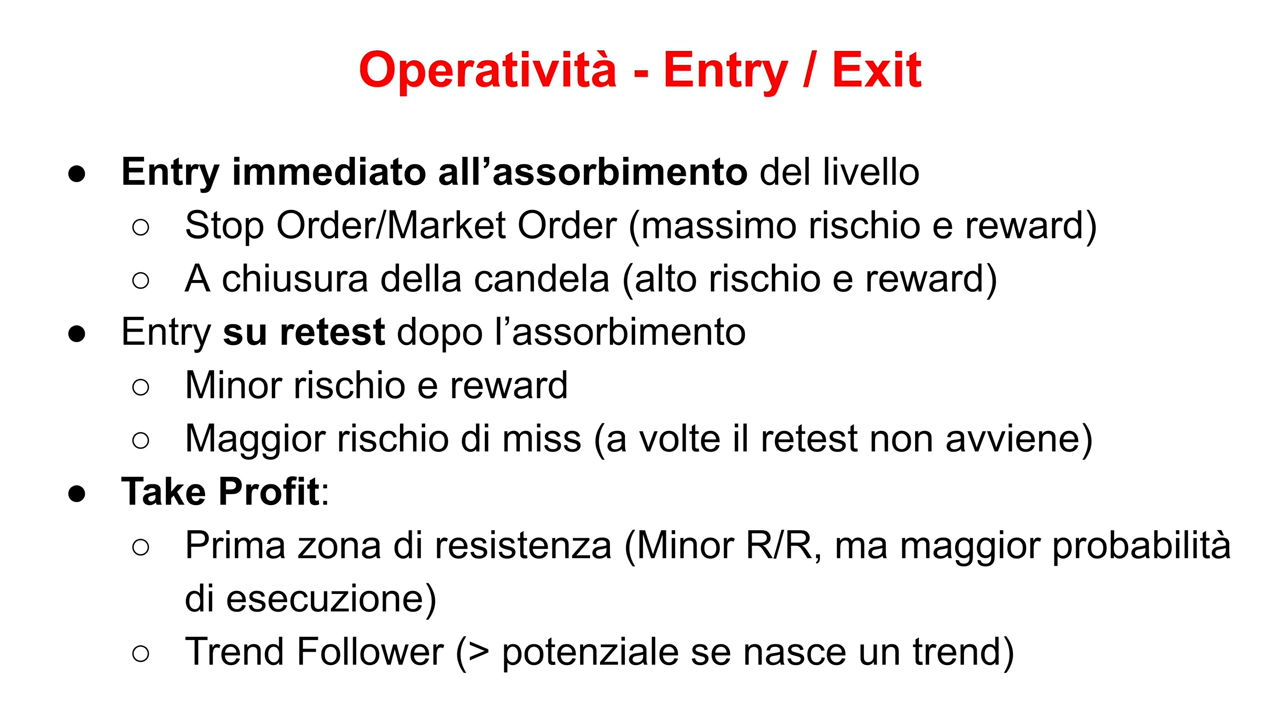 Operatività - Entry / Exit
● Entry immediato all’assorbimento del livello
○ Stop Order/Market Order (massimo rischio e reward)
○ A chiusura della candela (alto rischio e reward)
● Entry su retest dopo l’assorbimento
○ Minor rischio e reward
○ Maggior rischio di miss (a volte il retest non avviene)
● Take Profit:
○ Prima zona di resistenza (Minor R/R, ma maggior probabilità
di esecuzione)
○ Trend Follower (> potenziale se nasce un trend)